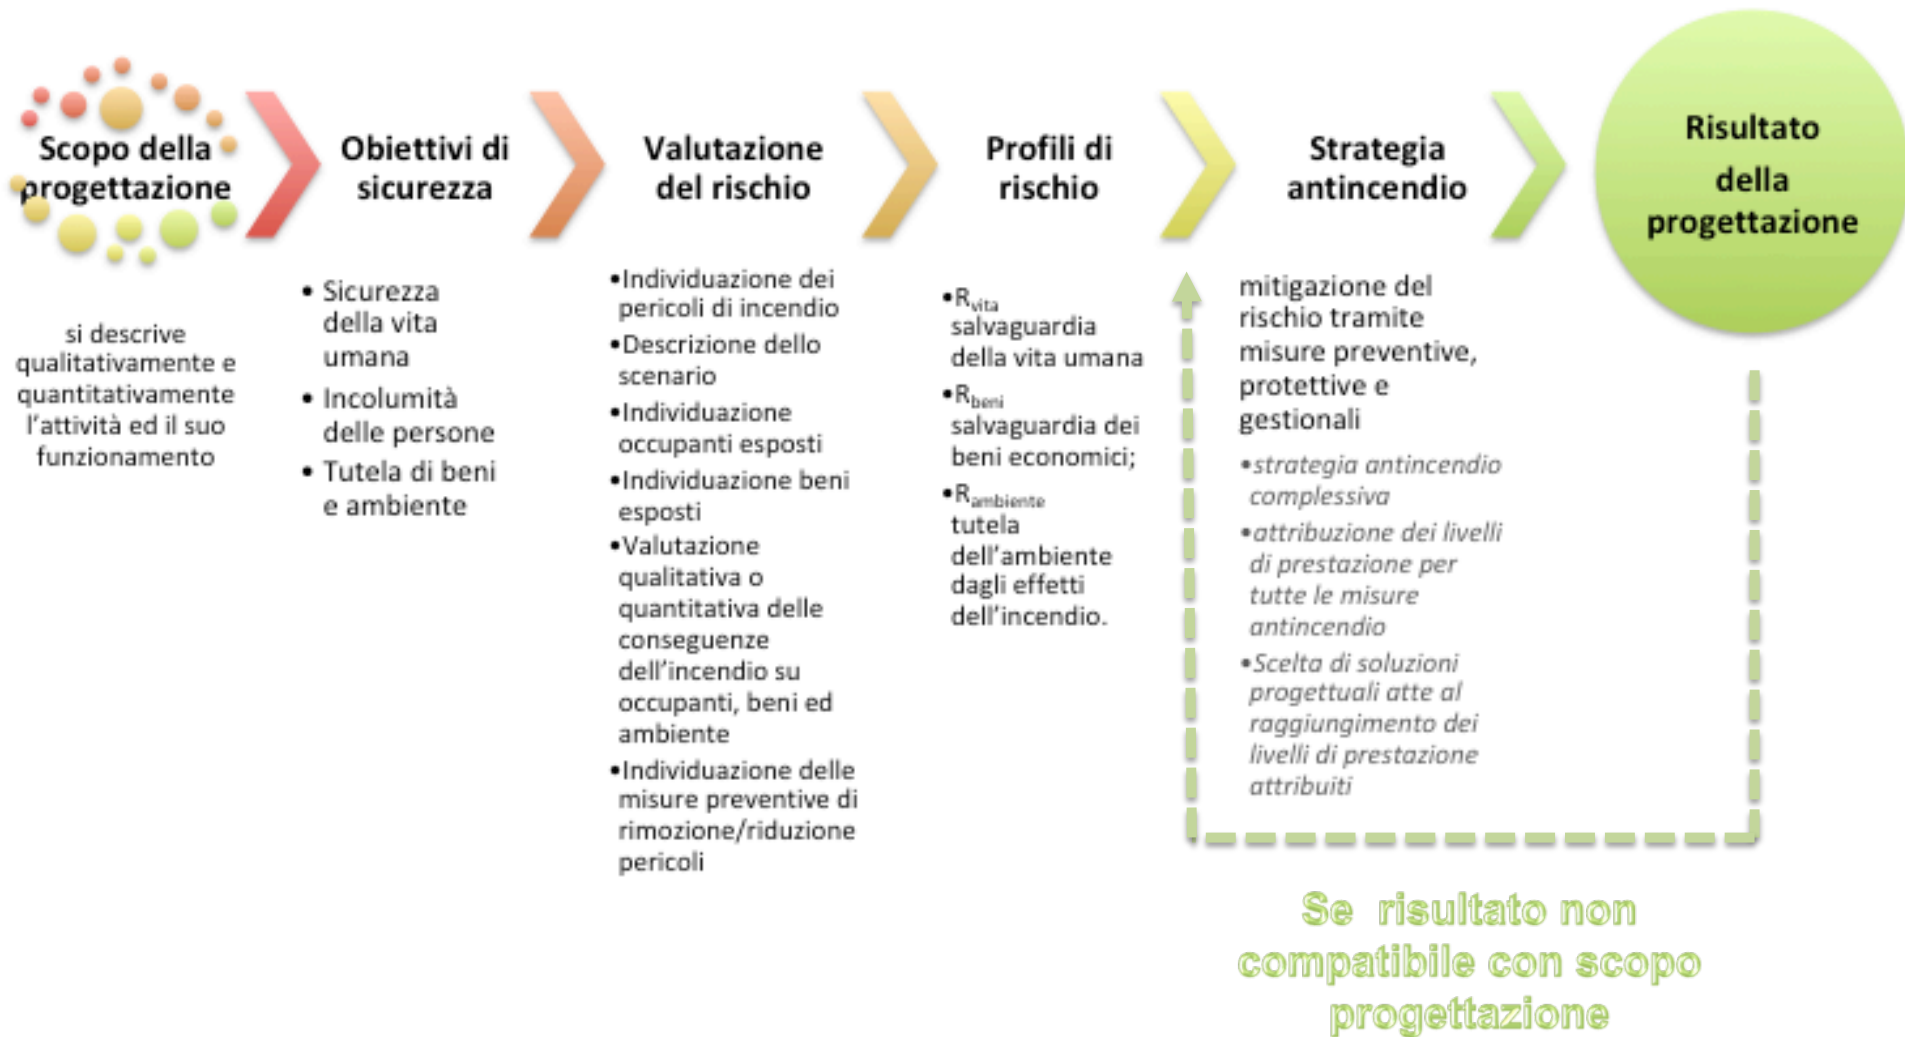 Scopo della
progettazione
si descrive
qualitativamente e
quantitativamente
l'attività ed il suo
funzionamento
Obiettivi di
sicurezza
• Sicurezza
della vita
umana
• Incolumità
delle persone
• Tutela di beni
e ambiente
Valutazione
del rischio
•Individuazione dei
pericoli di incendio
•Descrizione dello
scenario
•Individuazione
occupanti esposti
•Individuazione beni
esposti
•Valutazione
qualitativa o
quantitativa delle
conseguenze
dell'incendio su
occupanti, beni ed
ambiente
•Individuazione delle
misure preventive di
rimozione/riduzione
pericoli
Profili di
rischio
•Rvita
salvaguardia
della vita umana
•Rbeni
salvaguardia dei
beni economici;
•Rambiente
tutela
dell'ambiente
dagli effetti
dell'incendio.
Strategia
antincendio
mitigazione del
rischio tramite
misure preventive,
protettive e
gestionali
•strategia antincendio
complessiva
•attribuzione dei livelli
di prestazione per
tutte le misure
antincendio
•Scelta di soluzioni
progettuali atte al
raggiungimento dei
livelli di prestazione
attribuiti
Risultato
della
progettazione
Se risultato non
compatibile con scopo
progettazione